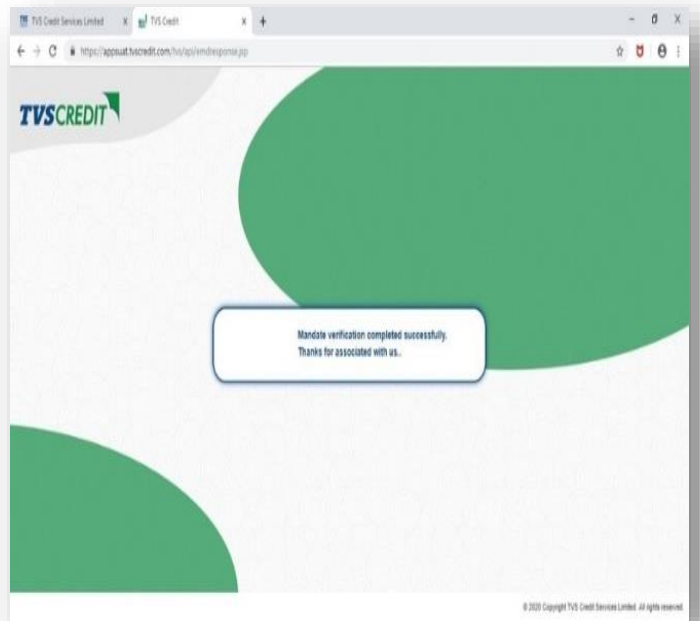 TVS Credit Services Limited
TVS Credit
https://appsuat.tvscredit.com/tvs/api/emdresponse.jsp
TVSCREDIT
Mandate verification completed successfully.
Thanks for associated with us..
© 2020 Copyright TVS Credit Services Limited. All rights reserved.